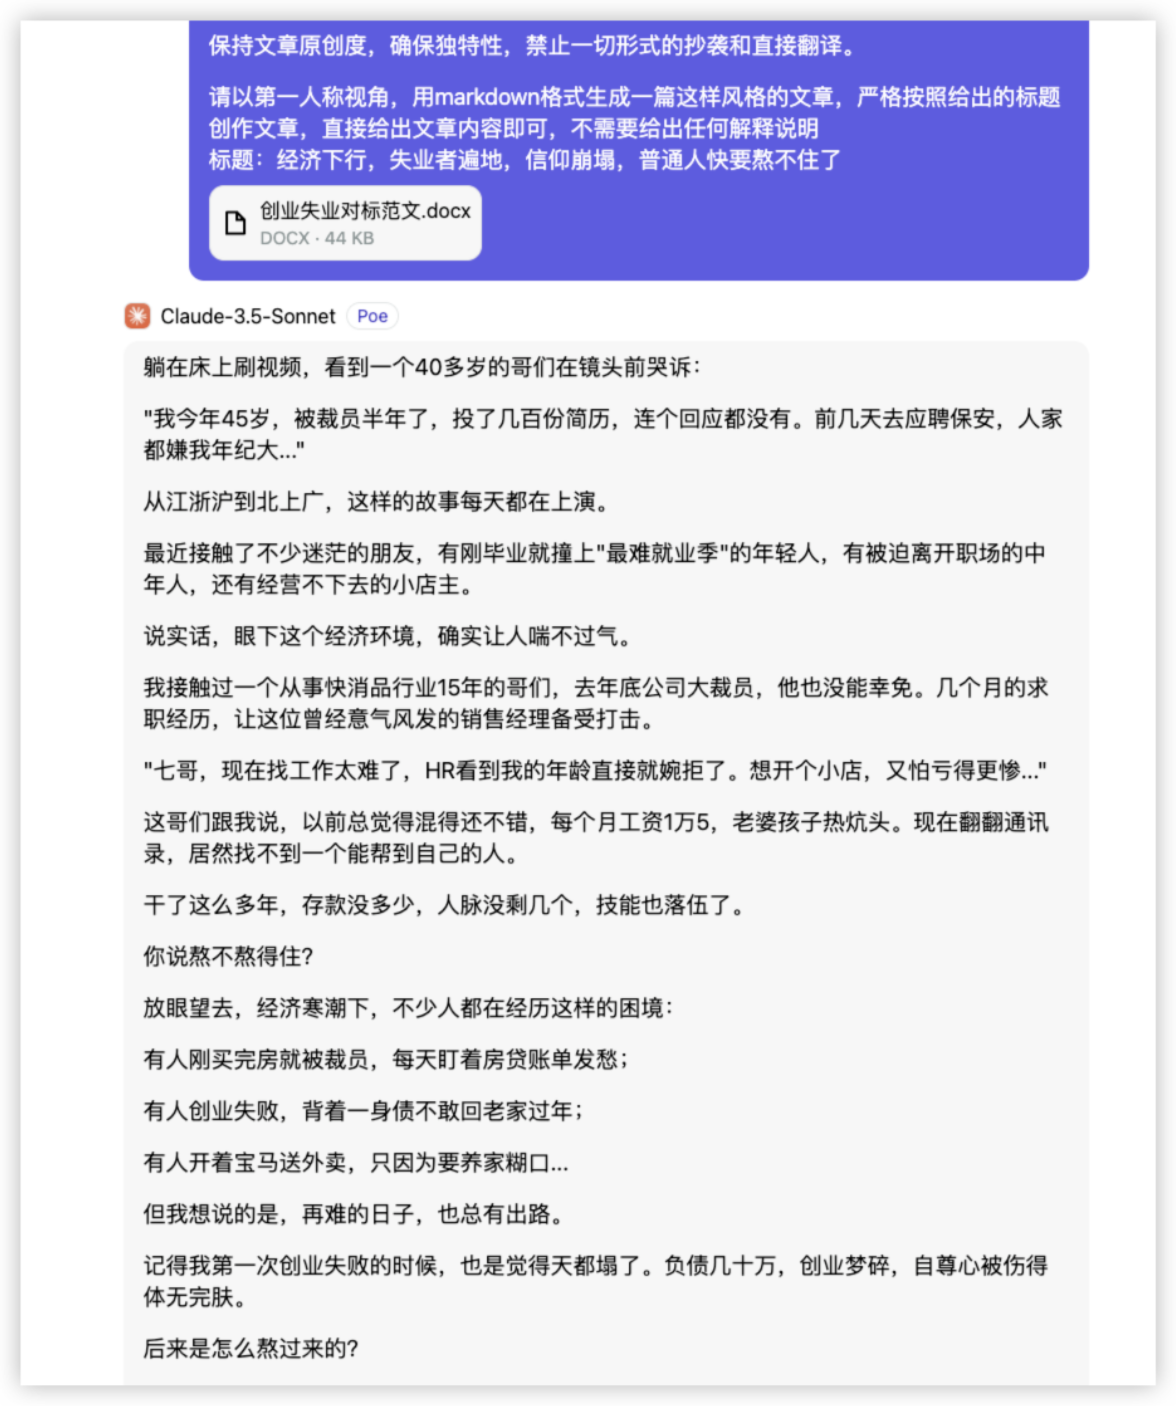 保持文章原创度，确保独特性，禁止一切形式的抄袭和直接翻译。
请以第一人称视角，用markdown格式生成一篇这样风格的文章，严格按照给出的标题
创作文章，直接给出文章内容即可，不需要给出任何解释说明
标题：经济下行，失业者遍地，信仰崩塌，普通人快要熬不住了
创业失业对标范文.docx
DOCX · 44 KB
Claude-3.5-Sonnet Poe
躺在床上刷视频，看到一个40多岁的哥们在镜头前哭诉：
"我今年45岁，被裁员半年了，投了几百份简历，连个回应都没有。前几天去应聘保安，人家
都嫌我年纪大..."
从江浙沪到北上广，这样的故事每天都在上演。
最近接触了不少迷茫的朋友，有刚毕业就撞上"最难就业季"的年轻人，有被迫离开职场的中
年人，还有经营不下去的小店主。
说实话，眼下这个经济环境，确实让人喘不过气。
我接触过一个从事快消品行业15年的哥们，去年底公司大裁员，他也没能幸免。几个月的求
职经历，让这位曾经意气风发的销售经理备受打击。
"七哥，现在找工作太难了，HR看到我的年龄直接就婉拒了。想开个小店，又怕亏得更惨..."
这哥们跟我说，以前总觉得混得还不错，每个月工资1万5，老婆孩子热炕头。现在翻翻通讯
录，居然找不到一个能帮到自己的人。
干了这么多年，存款没多少，人脉没剩几个，技能也落伍了。
你说熬不熬得住？
放眼望去，经济寒潮下，不少人都在经历这样的困境：
有人刚买完房就被裁员，每天盯着房贷账单发愁；
有人创业失败，背着一身债不敢回老家过年；
有人开着宝马送外卖，只因为要养家糊口...
但我想说的是，再难的日子，也总有出路。
记得我第一次创业失败的时候，也是觉得天都塌了。负债几十万，创业梦碎，自尊心被伤得
体无完肤。
后来是怎么熬过来的？